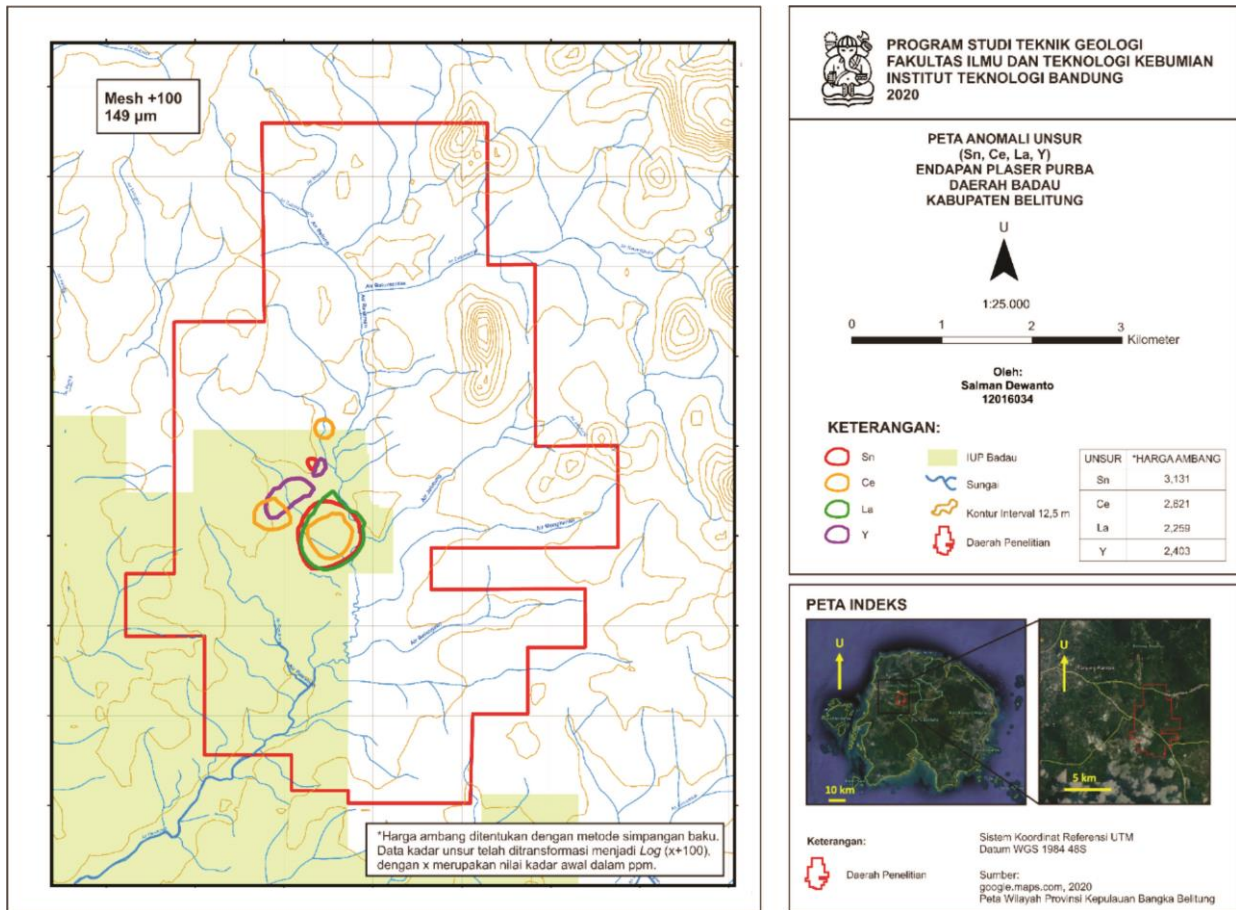 Mesh +100
149 µm
Air Berutak
Air Mangkalum
*Harga ambang ditentukan dengan metode simpangan baku.
Data kadar unsur telah ditransformasi menjadi Log (x+100).
dengan x merupakan nilai kadar awal dalam ppm.
PROGRAM STUDI TEKNIK GEOLOGI
FAKULTAS ILMU DAN TEKNOLOGI KEBUMIAN
INSTITUT TEKNOLOGI BANDUNG
2020
PETA ANOMALI UNSUR
(Sn, Ce, La, Y)
ENDAPAN PLASER PURBA
DAERAH BADAU
KABUPATEN BELITUNG
U
1:25.000
0 1 2 3
Kilometer
Oleh:
Salman Dewanto
12016034
KETERANGAN:
Sn
Ce
La
Y
IUP Badau
Sungai
Kontur Interval 12,5 m
Daerah Penelitian
UNSUR *HARGA AMBANG
Sn 3,131
Ce 2,621
La 2,259
Y 2,403
PETA INDEKS
U
10 km
U
5 km
Keterangan:
Daerah Penelitian
Sistem Koordinat Referensi UTM
Datum WGS 1984 48S
Sumber:
google.maps.com, 2020
Peta Wilayah Provinsi Kepulauan Bangka Belitung